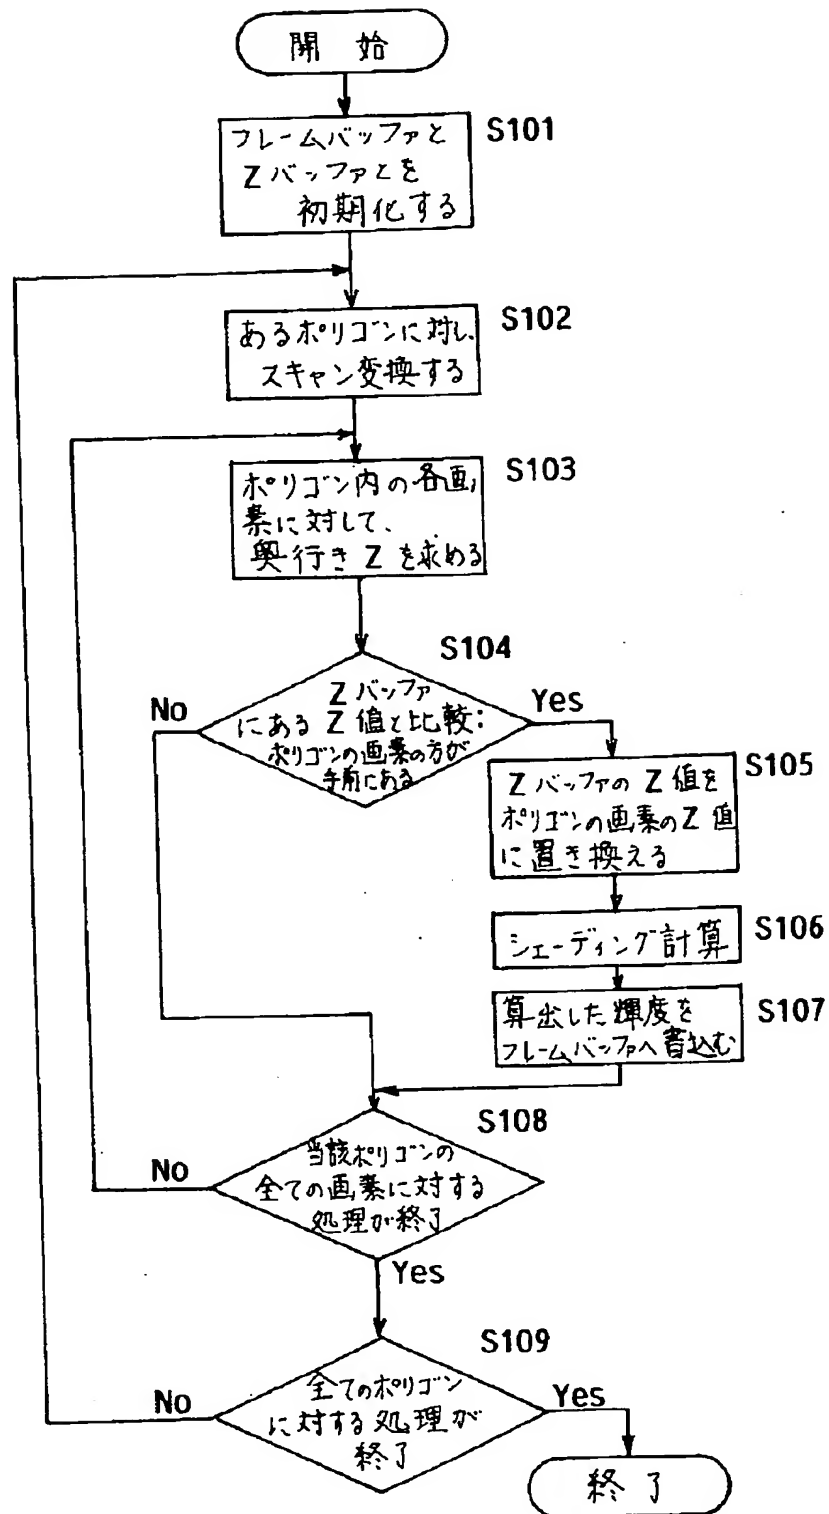 開始
フレームバッファと
Zバッファとを
初期化する
S101
あるポリゴンに対し、
スキャン変換する
S102
ポリゴン内の各画
素に対して、
奥行きZを求める
S103
S104
Zバッファ
にあるZ値と比較:
ポリゴンの画素の方が
手前にある
No
Yes
ZバッファのZ値を
ポリゴンの画素のZ値
に置き換える
S105
シェーディング計算
S106
算出した輝度を
フレームバッファへ書込む
S107
S108
当該ポリゴンの
全ての画素に対する
処理が終了
No
Yes
S109
全てのポリゴン
に対する処理が
終了
No
Yes
終了